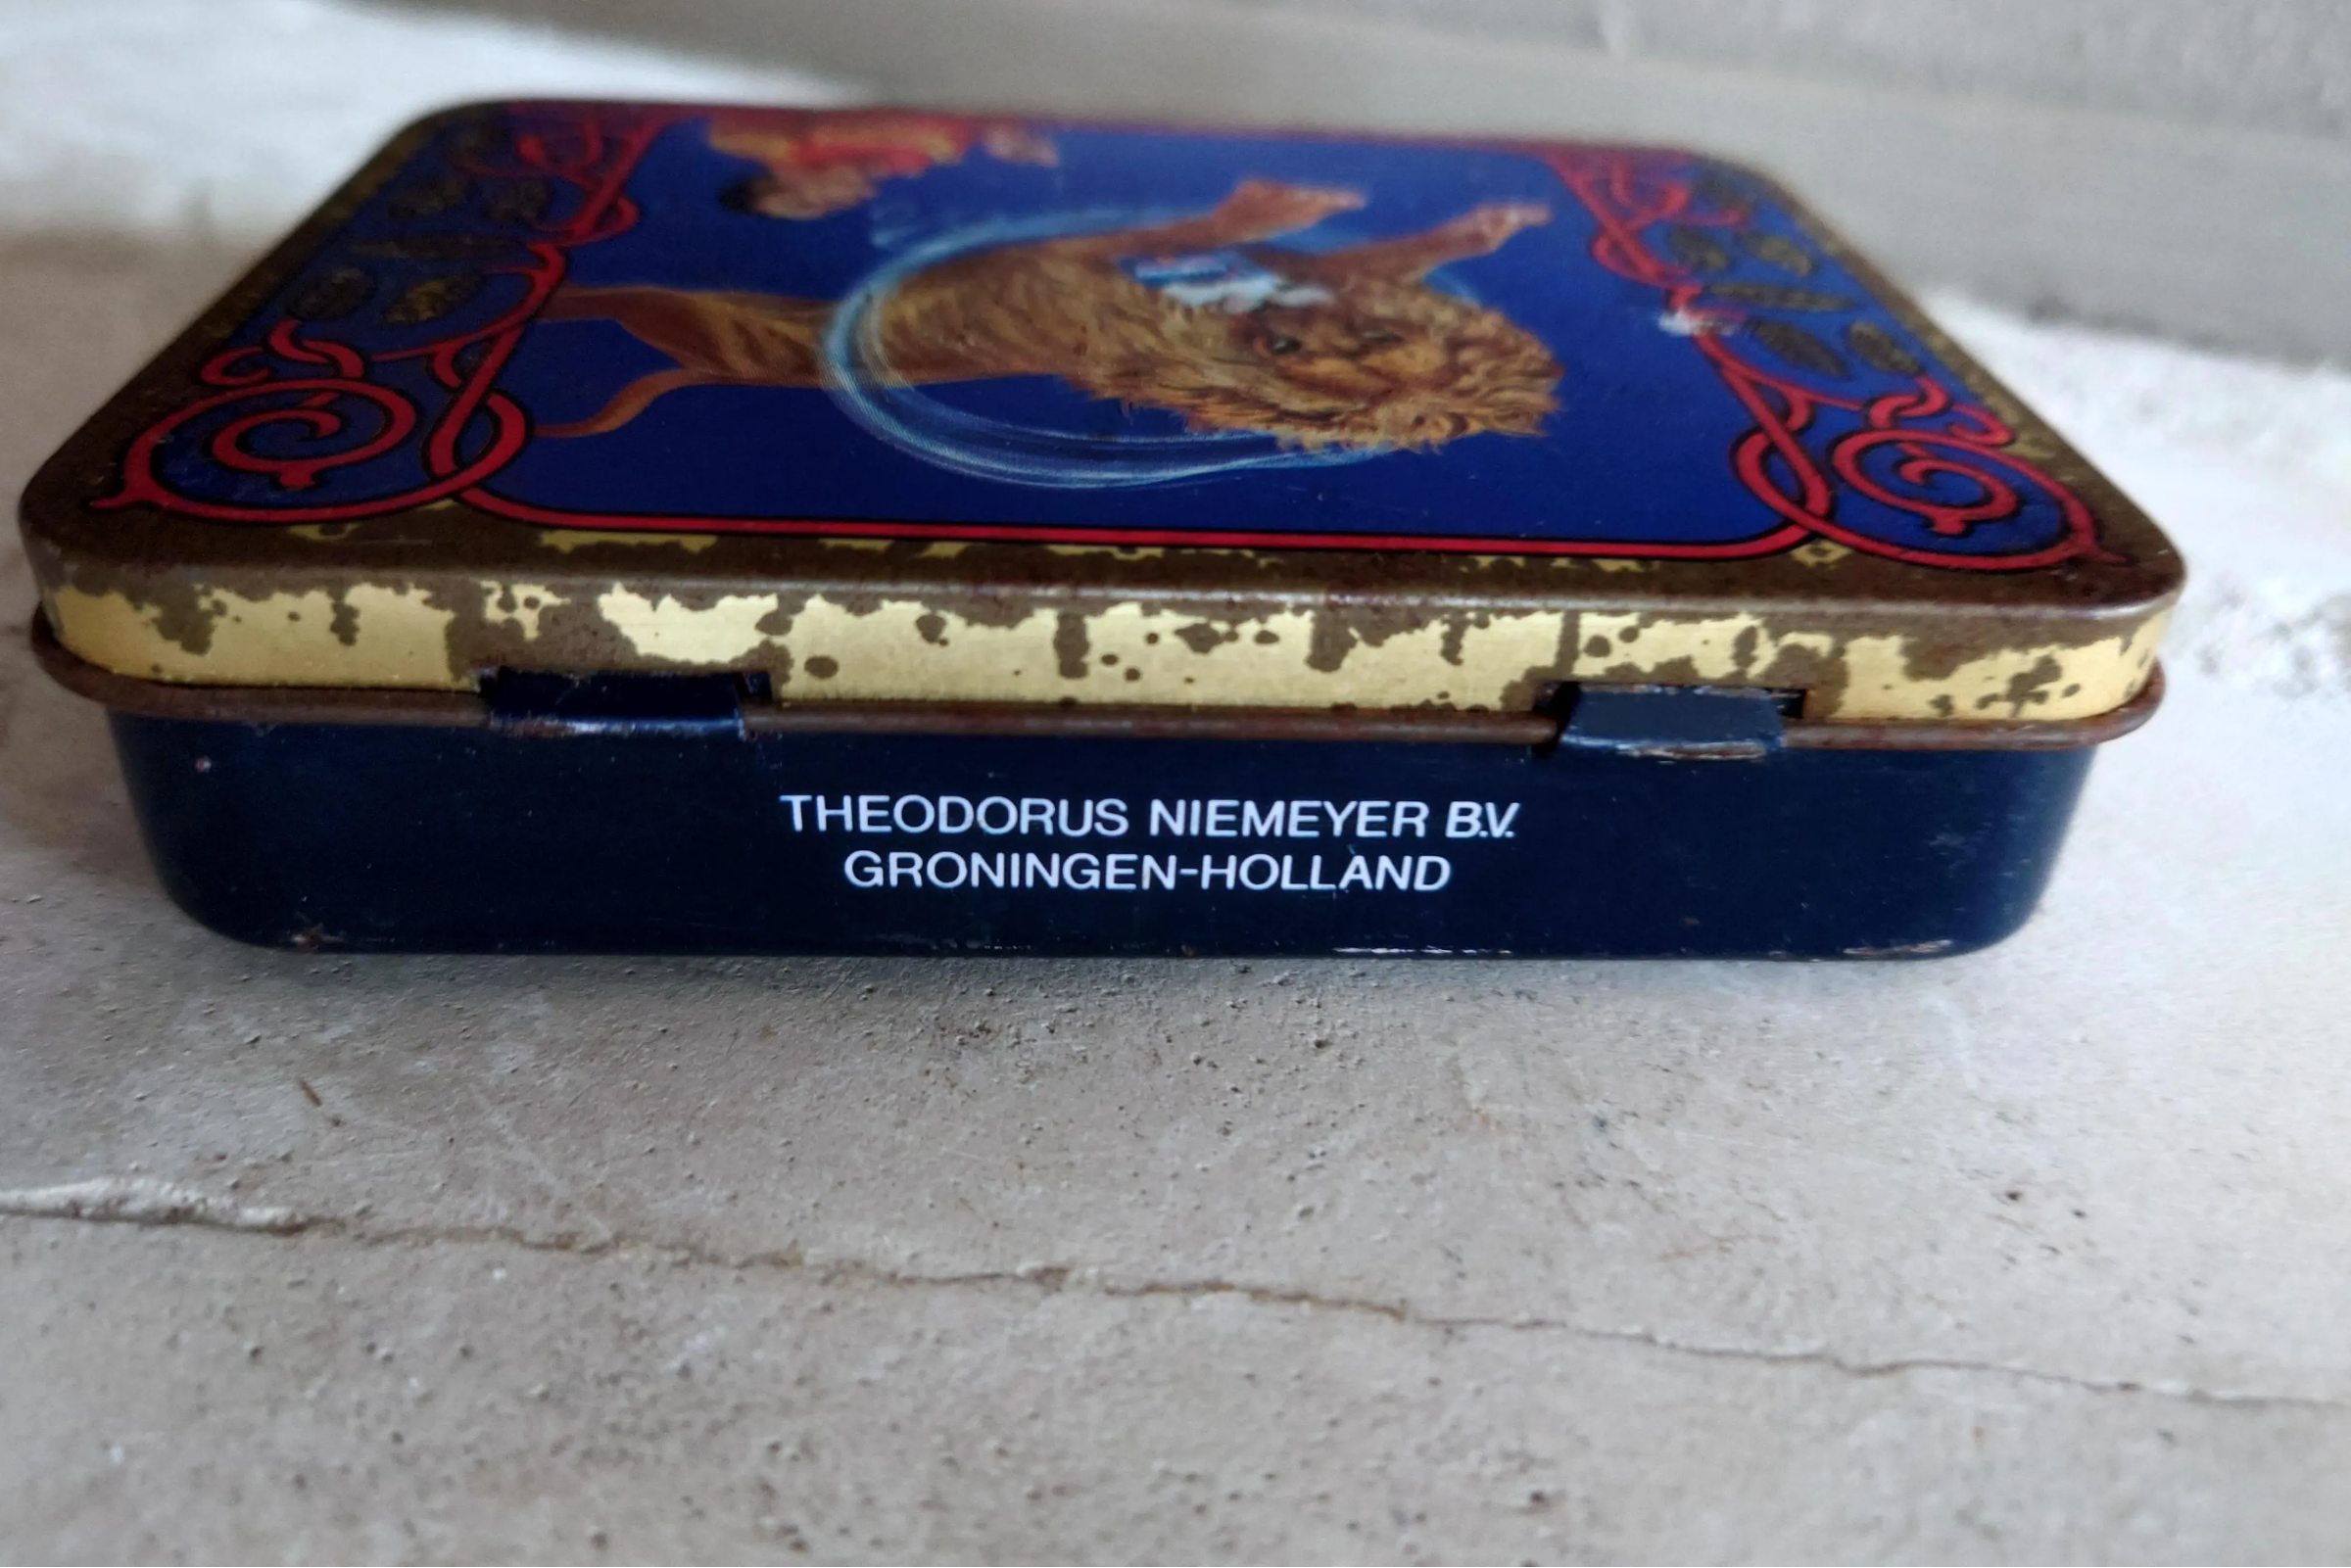 THEODORUS NIEMEYER B.V.
GRONINGEN-HOLLAND